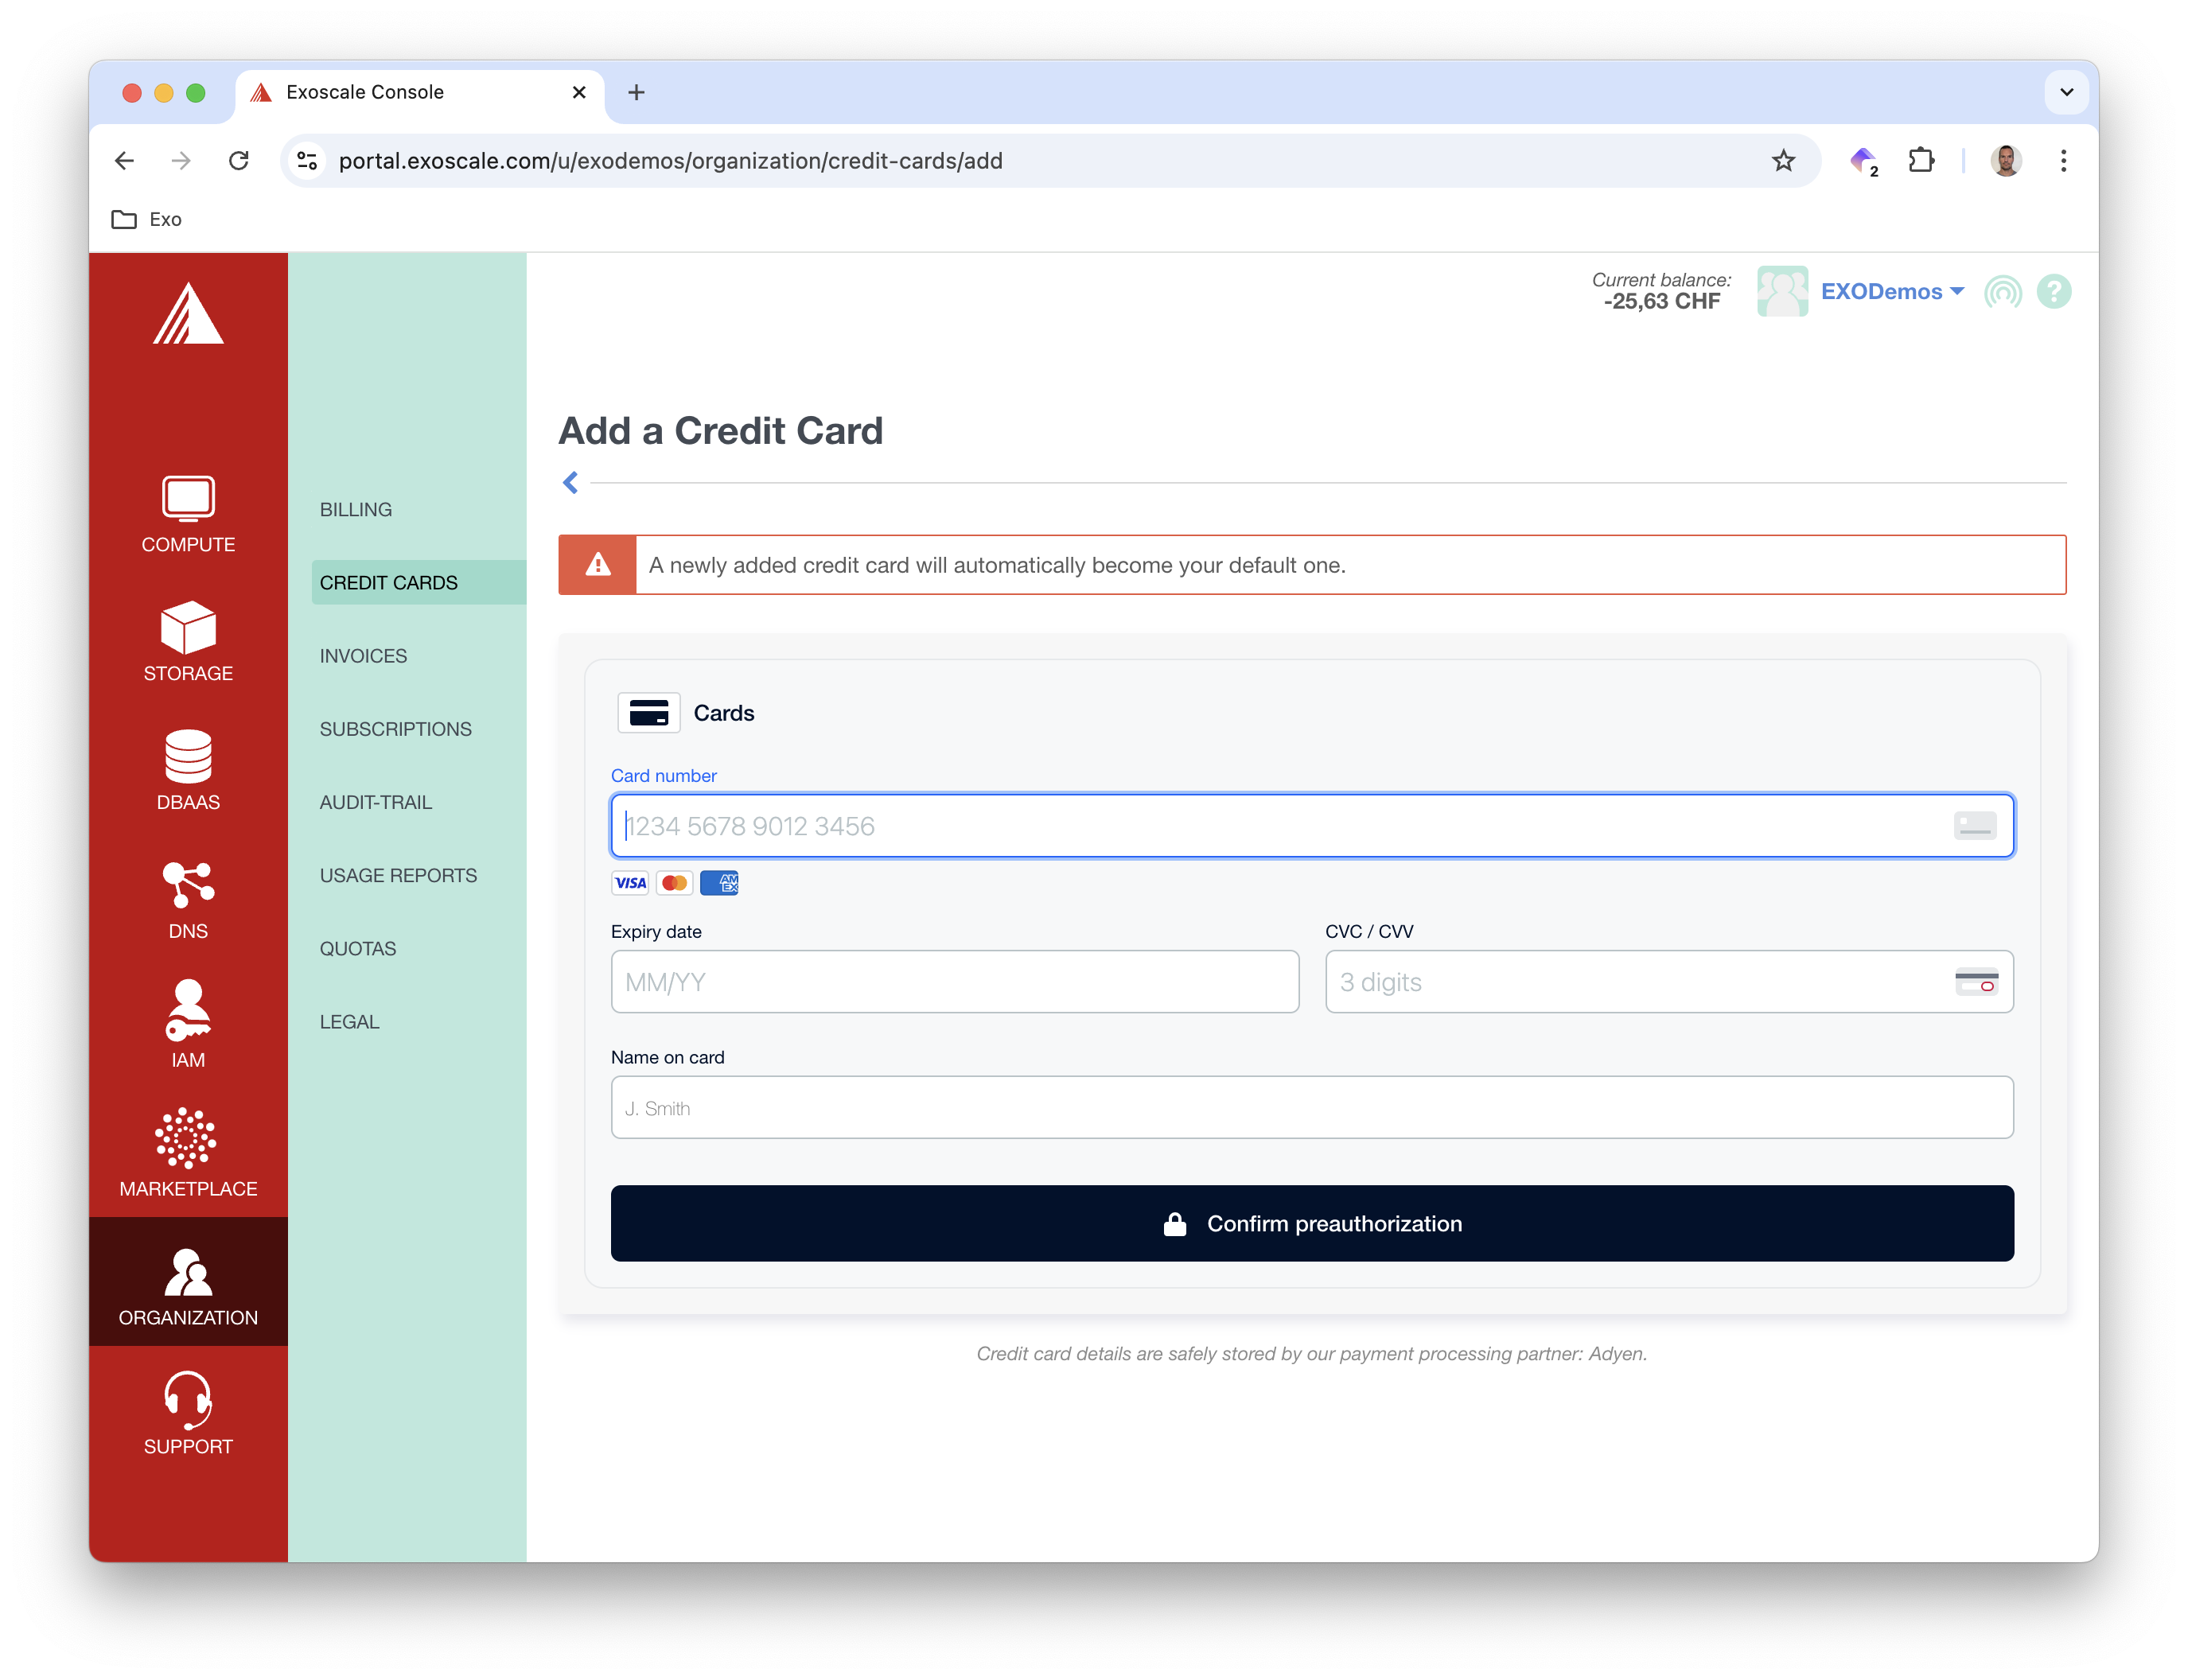 Exoscale Console
portal.exoscale.com/u/exodemos/organization/credit-cards/add
2
Exo
Current balance:
-25,63 CHF
EXODemos
?
Add a Credit Card
COMPUTE
STORAGE
DBAAS
DNS
IAM
MARKETPLACE
ORGANIZATION
SUPPORT
BILLING
CREDIT CARDS
INVOICES
SUBSCRIPTIONS
AUDIT-TRAIL
USAGE REPORTS
QUOTAS
LEGAL
A newly added credit card will automatically become your default one.
Cards
Card number
1234 5678 9012 3456
VISA
AM
EX
Expiry date
CVC / CVV
MM/YY
3 digits
Name on card
J. Smith
Confirm preauthorization
Credit card details are safely stored by our payment processing partner: Adyen.